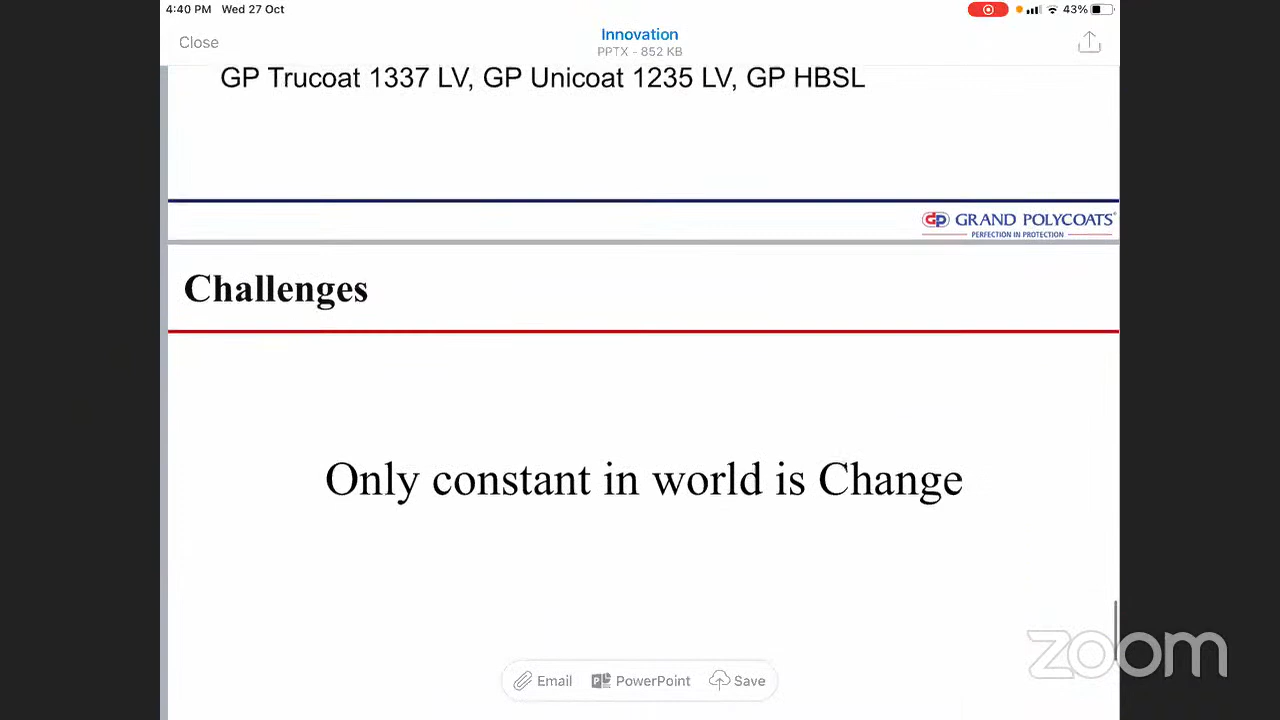 4:40 PM Wed 27 Oct
43%
Close
Innovation
PPTX - 852 KB
GP Trucoat 1337 LV, GP Unicoat 1235 LV, GP HBSL
GP GRAND POLYCOATS
PERFECTION IN PROTECTION
Challenges
Only constant in world is Change
Email PowerPoint Save
zoom